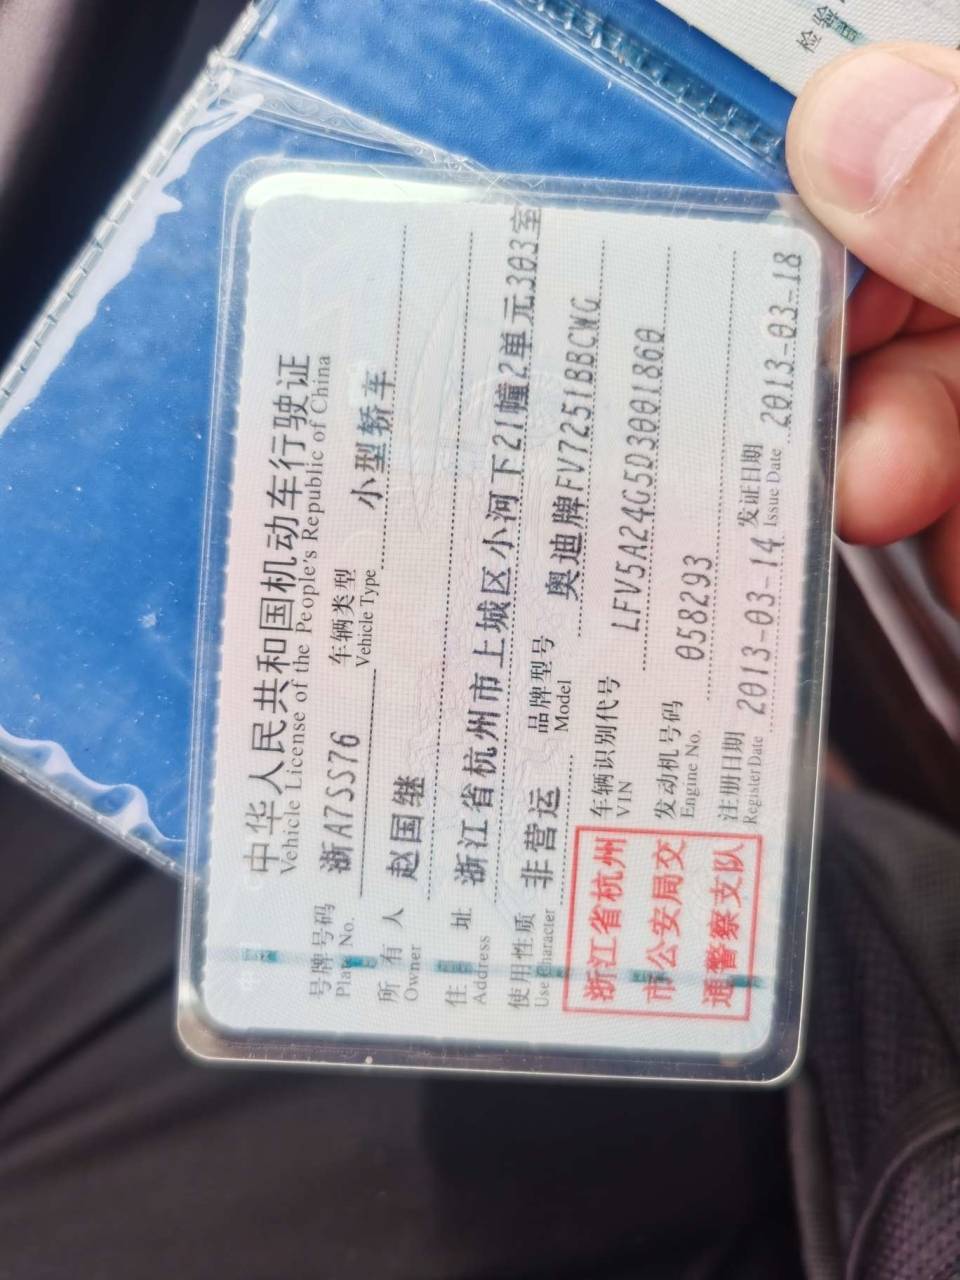 中华人民共和国机动车行驶证
Vehicle License of the People's Republic of China
号牌号码 浙A7SS76 车辆类型 小型轿车
Plate No. Vehicle Type
所有人 赵国继
Owner
住址 浙江省杭州市上城区小河下21幢2单元303室
Address
使用性质 非营运 品牌型号 奥迪牌FV7251BBCWG
Use Character Model
浙江省杭州
市公安局交
通警察支队
车辆识别代号 LFV5A24G5D3001860
VIN
发动机号码 058293
Engine No.
注册日期 2013-03-14 发证日期 2013-03-18
Register Date Issue Date
检验